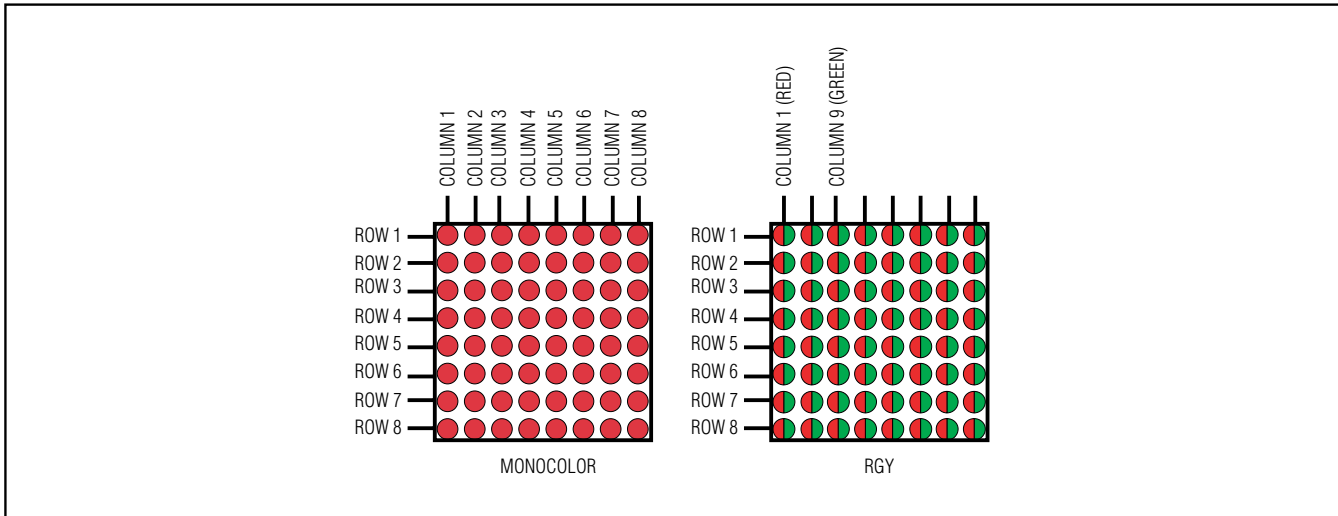 COLUMN 1
COLUMN 2
COLUMN 3
COLUMN 4
COLUMN 5
COLUMN 6
COLUMN 7
COLUMN 8
ROW 1
ROW 2
ROW 3
ROW 4
ROW 5
ROW 6
ROW 7
ROW 8
MONOCOLOR
COLUMN 1 (RED)
COLUMN 9 (GREEN)
ROW 1
ROW 2
ROW 3
ROW 4
ROW 5
ROW 6
ROW 7
ROW 8
RGY